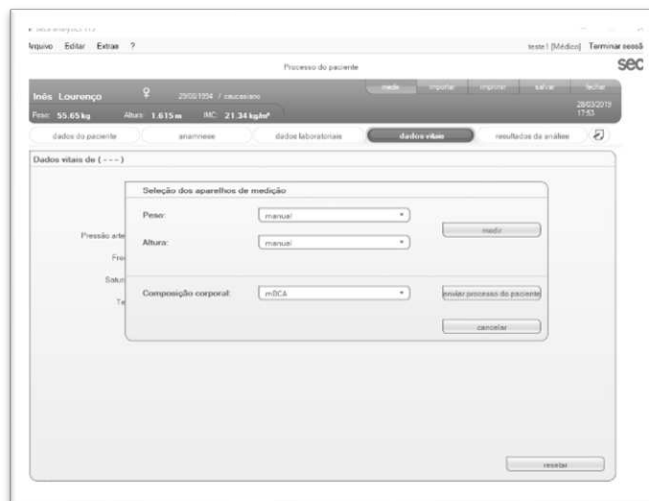 Arquivo Editar Extras ?
teste1 [Médico] Terminar sessã
Processo do paciente
sec
medir importar imprimir salvar fechar
Inês Lourenço ♀ / caucasiano
28/03/2019
17:53
Peso: 55.65 kg Altura: 1.615 m IMC: 21.34 kg/m²
dados do paciente anamnese dados laboratoriais dados vitais resultados da análise
Dados vitais de ( - - - )
Seleção dos aparelhos de medição
Peso: manual
medir
Pressão arte
Altura: manual
Fre
Satur
Composição corporal: mBCA enviar processo do paciente
Te
cancelar
resetar